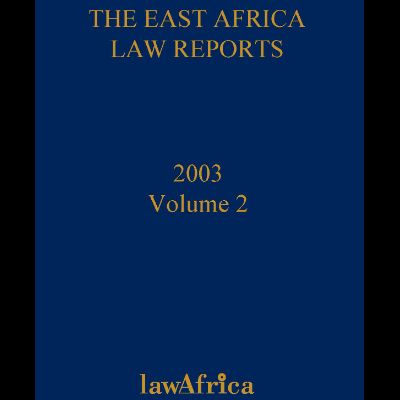 THE EAST AFRICA
LAW REPORTS
2003
Volume 2
lawAfrica